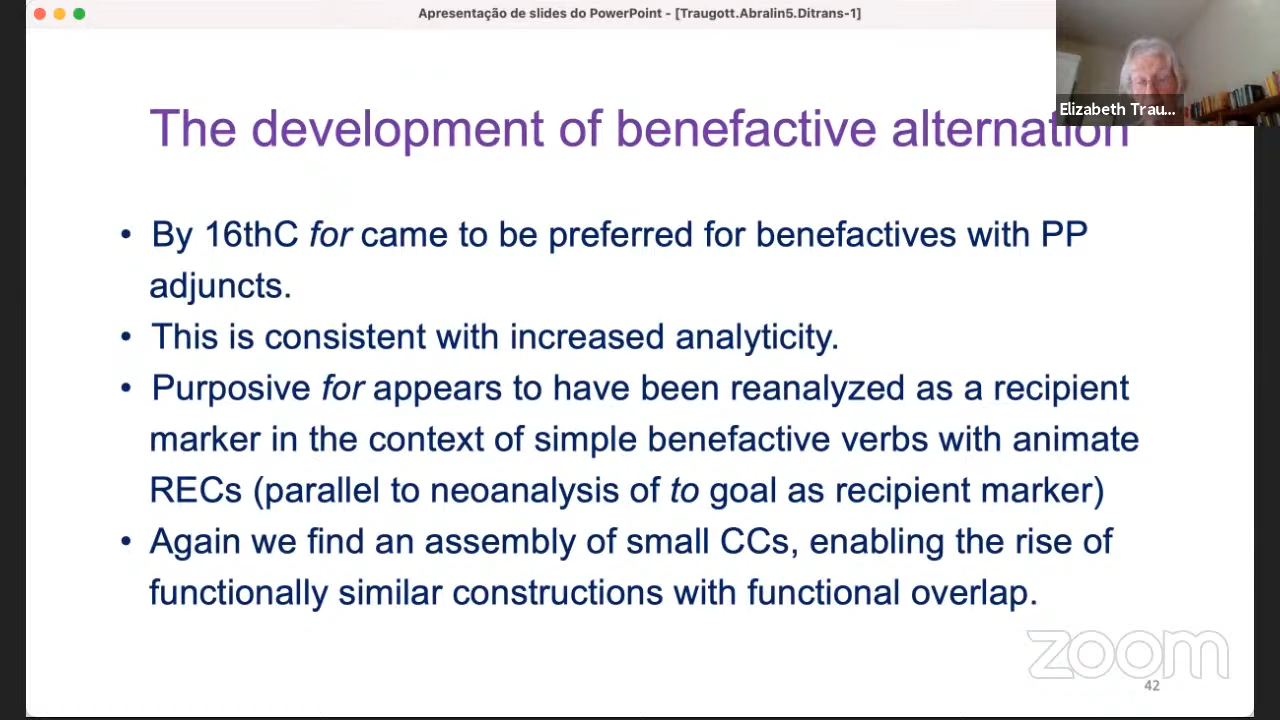 Apresentação de slides do PowerPoint - [Traugott.Abralin5.Ditrans-1]
Elizabeth Trau...
The development of benefactive alternation
• By 16thC for came to be preferred for benefactives with PP
adjuncts.
• This is consistent with increased analyticity.
• Purposive for appears to have been reanalyzed as a recipient
marker in the context of simple benefactive verbs with animate
RECs (parallel to neoanalysis of to goal as recipient marker)
• Again we find an assembly of small CCs, enabling the rise of
functionally similar constructions with functional overlap.
zoom
42